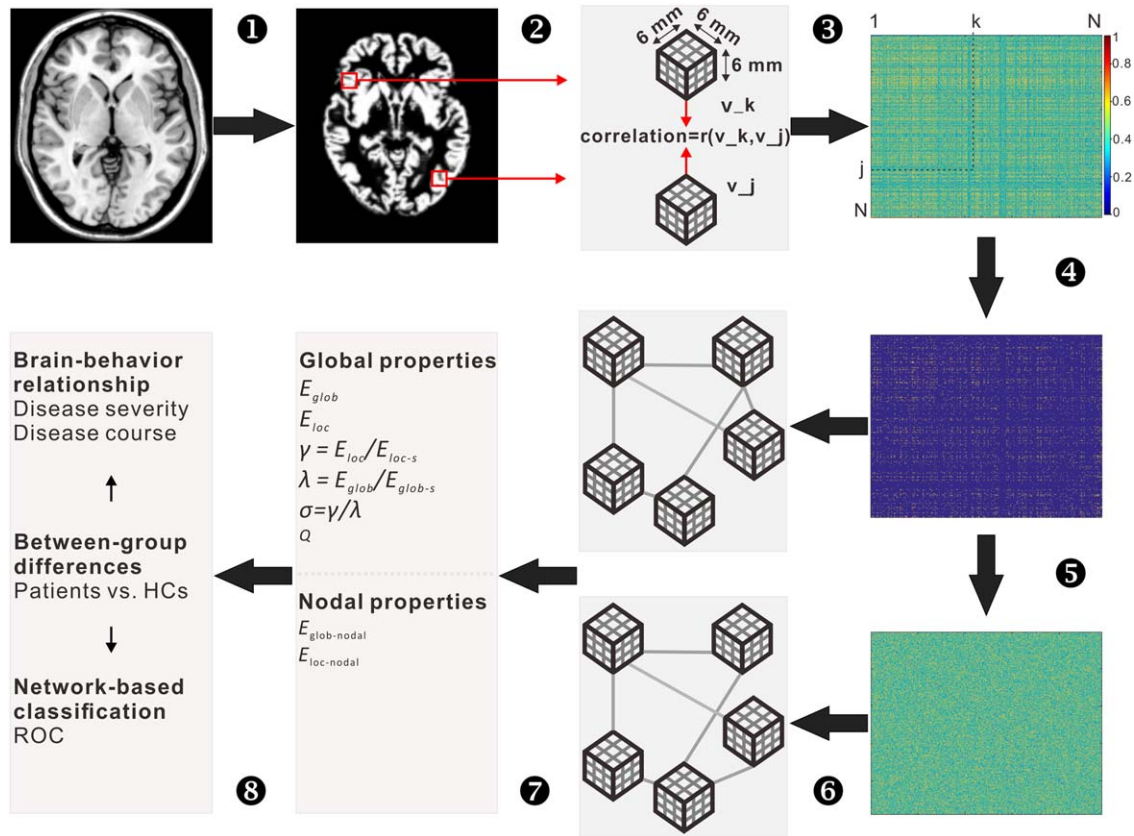 ❶
❷
6 mm
6 mm
6 mm
v_k
correlation=r(v_k,v_j)
v_j
❸
1
k
N
j
N
1
0.8
0.6
0.4
0.2
0
❹
Brain-behavior
relationship
Disease severity
Disease course
Between-group
differences
Patients vs. HCs
Network-based
classification
ROC
❽
Global properties
E_glob
E_loc
γ = E_loc/E_loc-s
λ = E_glob/E_glob-s
σ=γ/λ
Q
Nodal properties
E_glob-nodal
E_loc-nodal
❼
❺
❻